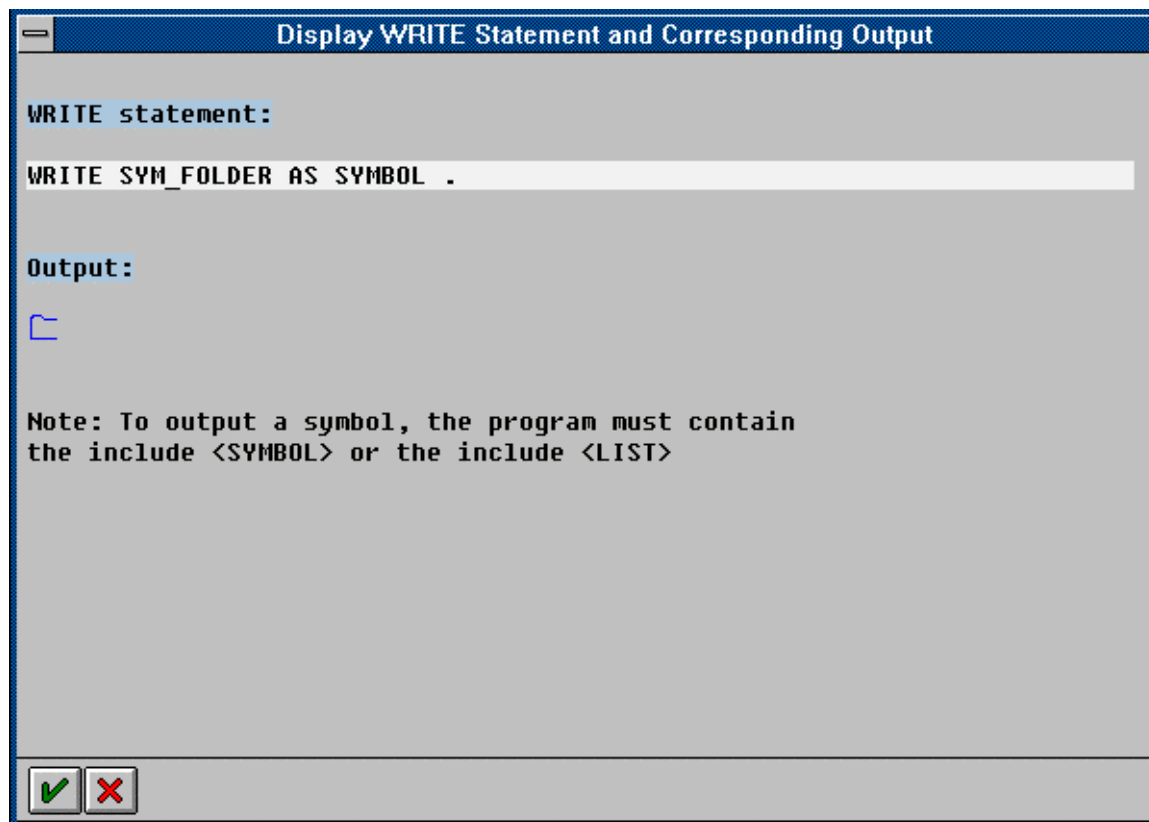 Display WRITE Statement and Corresponding Output
WRITE statement:
WRITE SYM_FOLDER AS SYMBOL .
Output:
Note: To output a symbol, the program must contain
the include <SYMBOL> or the include <LIST>